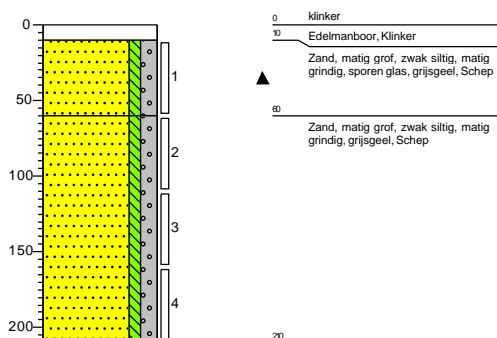 0
50
100
150
200
1
2
3
4
0 klinker
10 Edelmanboor, Klinker
Zand, matig grof, zwak siltig, matig
grindig, sporen glas, grijsgeel, Schep
60
Zand, matig grof, zwak siltig, matig
grindig, grijsgeel, Schep
210